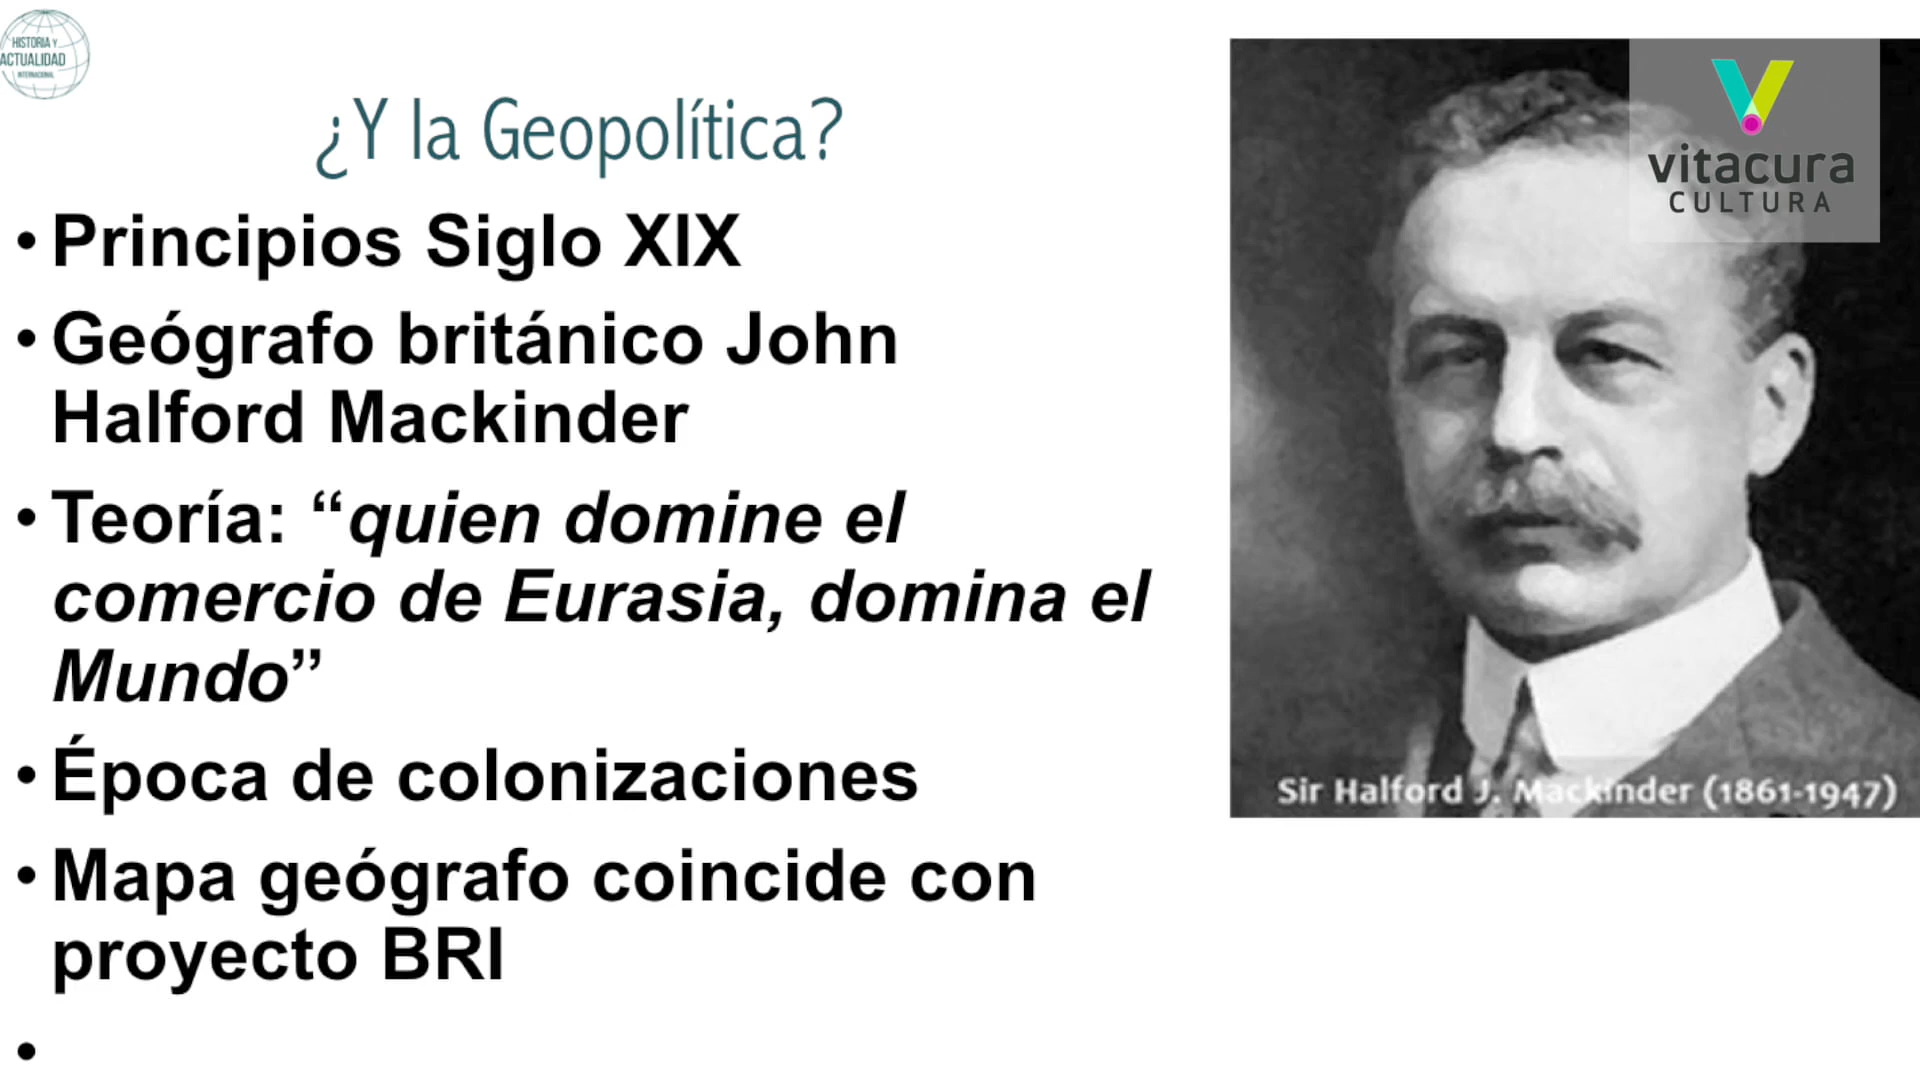 HISTORIA Y
ACTUALIDAD
INTERNACIONAL
¿Y la Geopolítica?
• Principios Siglo XIX
• Geógrafo británico John
Halford Mackinder
• Teoría: “quien domine el
comercio de Eurasia, domina el
Mundo”
• Época de colonizaciones
• Mapa geógrafo coincide con
proyecto BRI
•
vitacura
CULTURA
Sir Halford J. Mackinder (1861-1947)